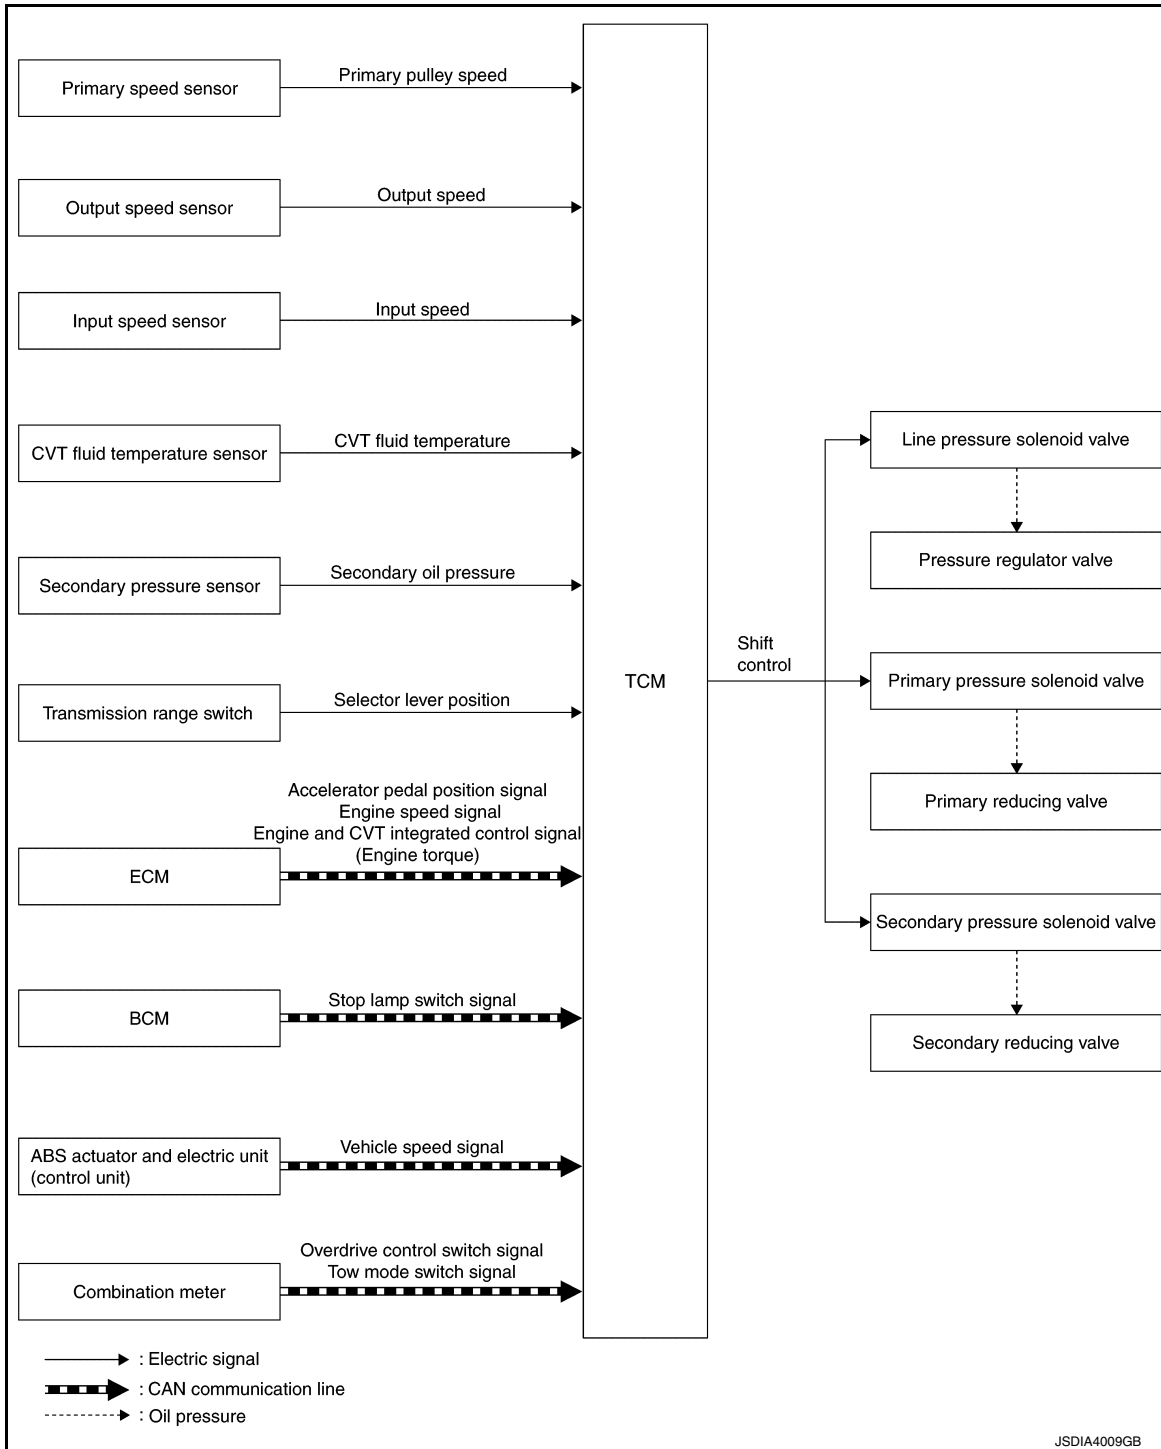 Primary speed sensor
Primary pulley speed
Output speed sensor
Output speed
Input speed sensor
Input speed
CVT fluid temperature sensor
CVT fluid temperature
Secondary pressure sensor
Secondary oil pressure
Transmission range switch
Selector lever position
ECM
Accelerator pedal position signal
Engine speed signal
Engine and CVT integrated control signal
(Engine torque)
BCM
Stop lamp switch signal
ABS actuator and electric unit
(control unit)
Vehicle speed signal
Combination meter
Overdrive control switch signal
Tow mode switch signal
TCM
Shift
control
Line pressure solenoid valve
Pressure regulator valve
Primary pressure solenoid valve
Primary reducing valve
Secondary pressure solenoid valve
Secondary reducing valve
: Electric signal
: CAN communication line
: Oil pressure
JSDIA4009GB